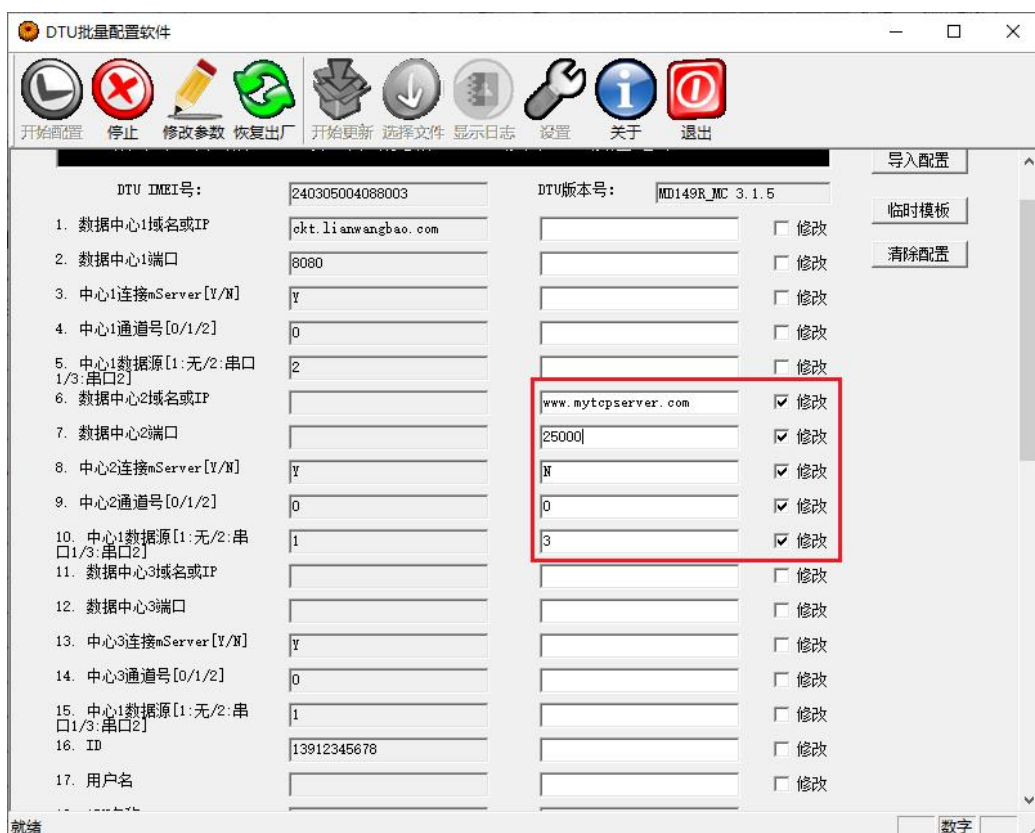 DTU批量配置软件
开始配置 停止 修改参数 恢复出厂 开始更新 选择文件 显示日志 设置 关于 退出
导入配置
DTU IMEI号: 240305004088003 DTU版本号: MD149R_MC 3.1.5
临时模板
1. 数据中心1域名或IP ckt.lianwangbao.com 修改
清除配置
2. 数据中心1端口 8080 修改
3. 中心1连接mServer[Y/N] Y 修改
4. 中心1通道号[0/1/2] 0 修改
5. 中心1数据源[1:无/2:串口
1/3:串口2] 2 修改
6. 数据中心2域名或IP www.mytcpserver.com 修改
7. 数据中心2端口 25000 修改
8. 中心2连接mServer[Y/N] Y N 修改
9. 中心2通道号[0/1/2] 0 0 修改
10. 中心1数据源[1:无/2:串
口1/3:串口2] 1 3 修改
11. 数据中心3域名或IP 修改
12. 数据中心3端口 修改
13. 中心3连接mServer[Y/N] Y 修改
14. 中心3通道号[0/1/2] 0 修改
15. 中心1数据源[1:无/2:串
口1/3:串口2] 1 修改
16. ID 13912345678 修改
17. 用户名 修改
就绪 数字